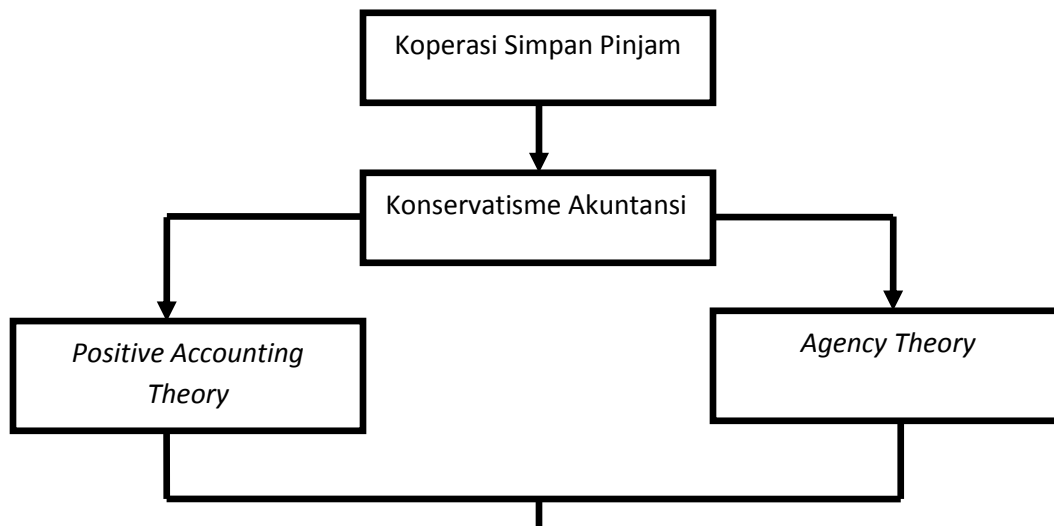 Koperasi Simpan Pinjam
Konservatisme Akuntansi
Positive Accounting
Theory
Agency Theory